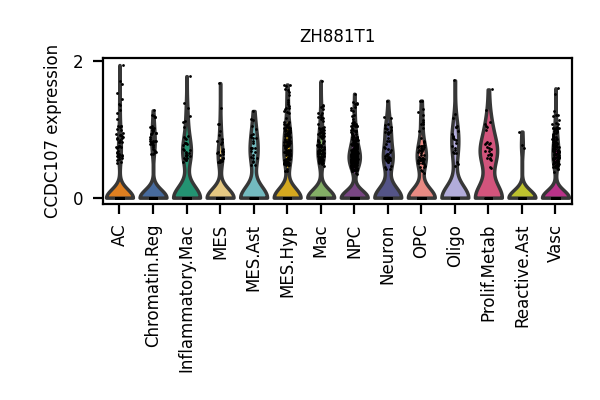 ZH881T1
CCDC107 expression
2
0
AC
Chromatin.Reg
Inflammatory.Mac
MES
MES.Ast
MES.Hyp
Mac
NPC
Neuron
OPC
Oligo
Prolif.Metab
Reactive.Ast
Vasc